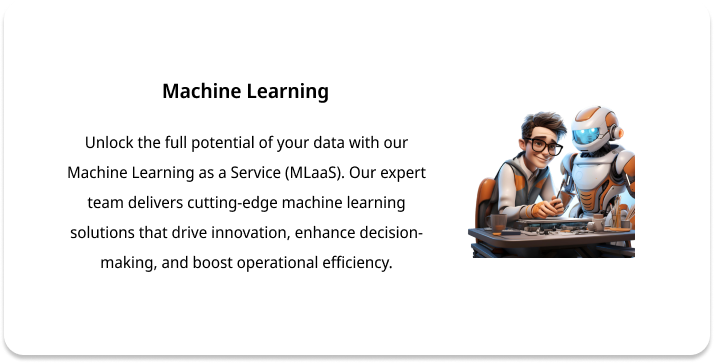 Machine Learning
Unlock the full potential of your data with our
Machine Learning as a Service (MLaaS). Our expert
team delivers cutting-edge machine learning
solutions that drive innovation, enhance decision-
making, and boost operational efficiency.